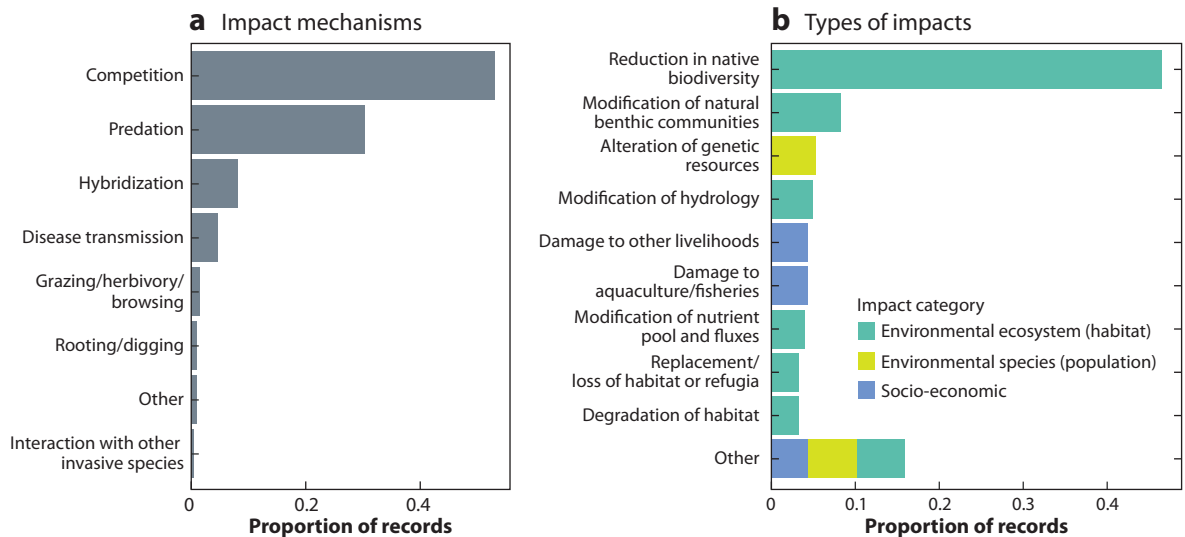 a Impact mechanisms
Competition
Predation
Hybridization
Disease transmission
Grazing/herbivory/
browsing
Rooting/digging
Other
Interaction with other
invasive species
0
0.2
0.4
Proportion of records
b Types of impacts
Reduction in native
biodiversity
Modification of natural
benthic communities
Alteration of genetic
resources
Modification of hydrology
Damage to other livelihoods
Damage to
aquaculture/fisheries
Modification of nutrient
pool and fluxes
Replacement/
loss of habitat or refugia
Degradation of habitat
Other
Impact category
Environmental ecosystem (habitat)
Environmental species (population)
Socio-economic
0
0.1
0.2
0.3
0.4
Proportion of records